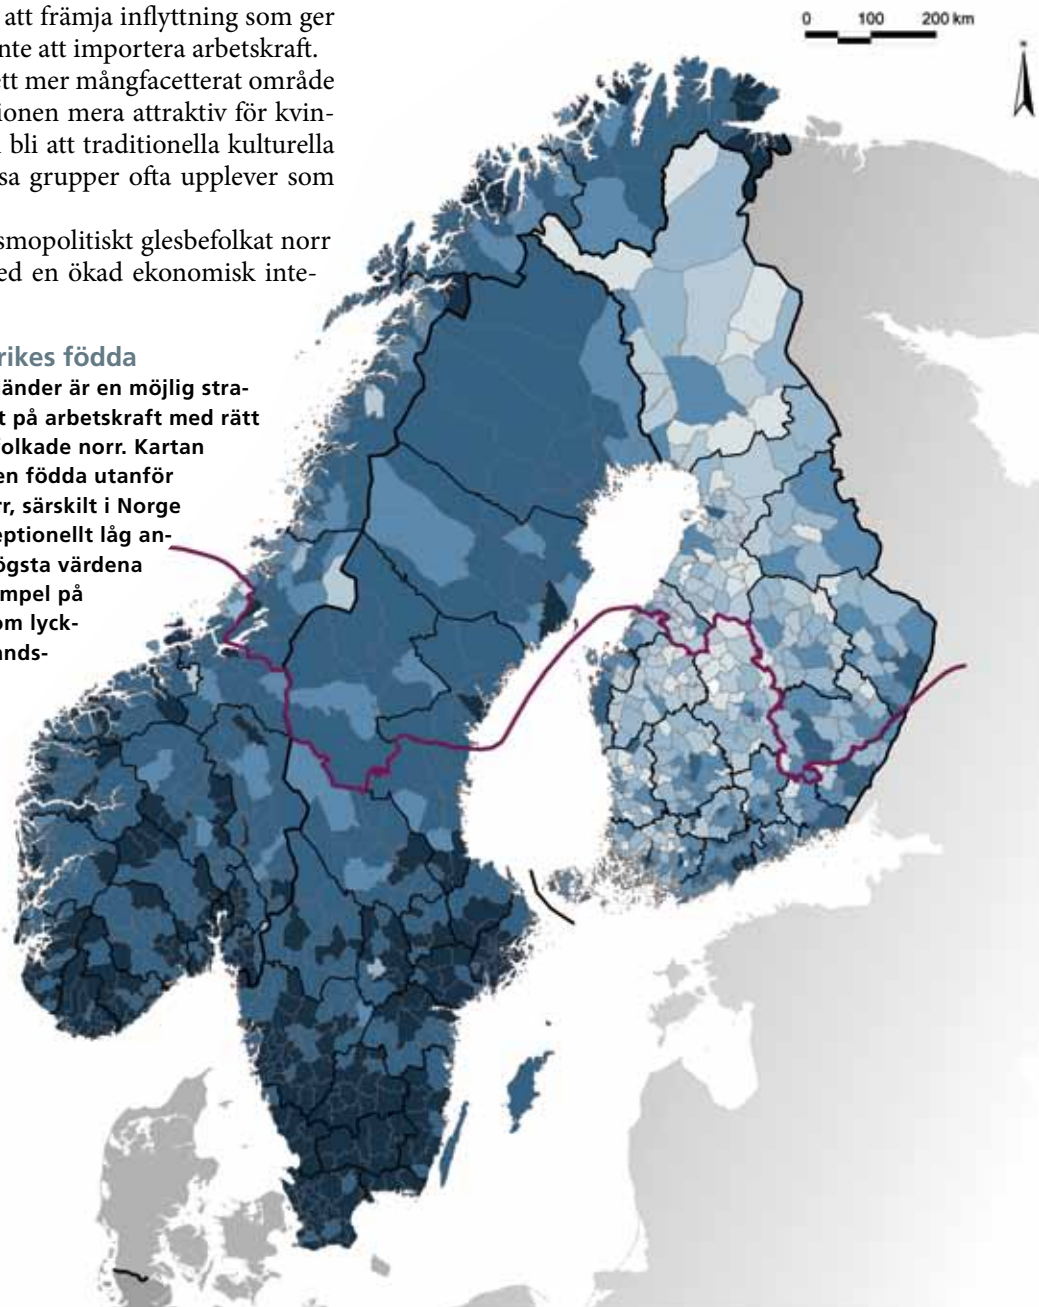 att främja inflyttning som ger
nte att importera arbetskraft.
ett mer mångfacetterat område
ionen mera attraktiv för kvin-
bli att traditionella kulturella
sa grupper ofta upplever som
smopolitiskt glesbefolkat norr
ed en ökad ekonomisk inte-
rikes födda
länder är en möjlig stra-
t på arbetskraft med rätt
folkade norr. Kartan
en födda utanför
rr, särskilt i Norge
eptionellt låg an-
ögsta värdena
mpel på
om lyck-
ands-
0 100 200 km